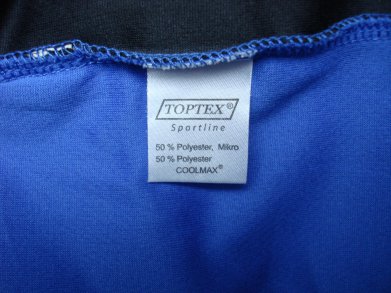 TOPTEX®
Sportline
50 % Polyester, Mikro
50 % Polyester
COOLMAX®